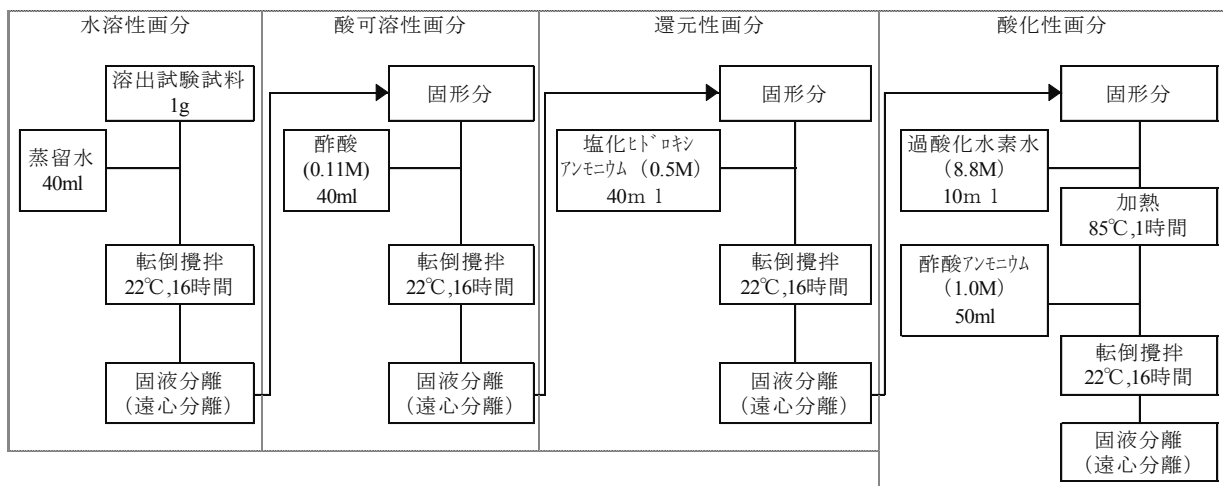 水溶性画分
溶出試験試料
1g
蒸留水
40ml
転倒攪拌
22℃,16時間
固液分離
(遠心分離)
酸可溶性画分
固形分
酢酸
(0.11M)
40ml
転倒攪拌
22℃,16時間
固液分離
(遠心分離)
還元性画分
固形分
塩化ﾋﾄﾞﾛｷｼ
ｱﾝﾓﾆｳﾑ（0.5M）
40ｍｌ
転倒攪拌
22℃,16時間
固液分離
(遠心分離)
酸化性画分
固形分
過酸化水素水
（8.8M）
10ｍｌ
加熱
85℃,1時間
酢酸ｱﾝﾓﾆｳﾑ
（1.0M）
50ml
転倒攪拌
22℃,16時間
固液分離
(遠心分離)